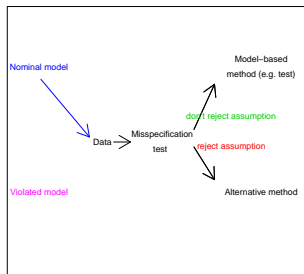 Model−based
method (e.g. test)
Nominal model
don't reject assumption
Data
Misspecification
test
reject assumption
Violated model
Alternative method